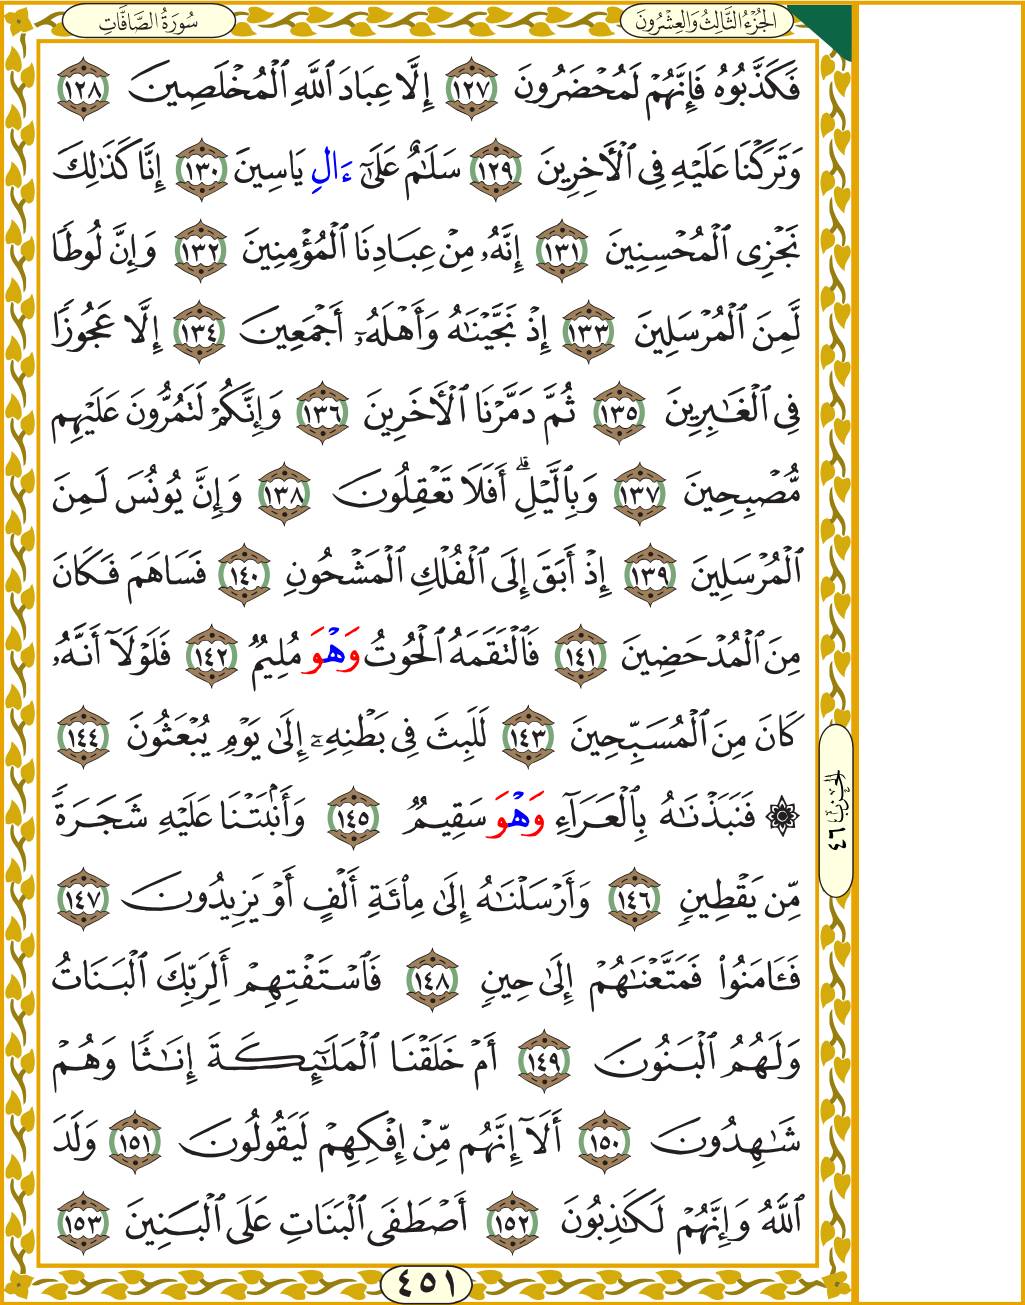 الجُزْءُ الثَّالِثُ وَالعِشْرُونَ
سُورَةُ الصَّافَّاتِ
فَكَذَّبُوهُ فَإِنَّهُمْ لَمُحْضَرُونَ ١٢٧ إِلَّا عِبَادَ ٱللَّهِ ٱلْمُخْلَصِينَ ١٢٨
وَتَرَكْنَا عَلَيْهِ فِى ٱلْأَخِرِينَ ١٢٩ سَلَٰمٌ عَلَىٰٓ ءَالِ يَاسِينَ ١٣٠ إِنَّا كَذَٰلِكَ
نَجْزِى ٱلْمُحْسِنِينَ ١٣١ إِنَّهُۥ مِنْ عِبَادِنَا ٱلْمُؤْمِنِينَ ١٣٢ وَإِنَّ لُوطًا
لَّمِنَ ٱلْمُرْسَلِينَ ١٣٣ إِذْ نَجَّيْنَٰهُ وَأَهْلَهُۥٓ أَجْمَعِينَ ١٣٤ إِلَّا عَجُوزًا
فِى ٱلْغَٰبِرِينَ ١٣٥ ثُمَّ دَمَّرْنَا ٱلْأَخَرِينَ ١٣٦ وَإِنَّكُمْ لَتَمُرُّونَ عَلَيْهِم
مُّصْبِحِينَ ١٣٧ وَبِٱلَّيْلِ ۗ أَفَلَا تَعْقِلُونَ ١٣٨ وَإِنَّ يُونُسَ لَمِنَ
ٱلْمُرْسَلِينَ ١٣٩ إِذْ أَبَقَ إِلَى ٱلْفُلْكِ ٱلْمَشْحُونِ ١٤٠ فَسَاهَمَ فَكَانَ
مِنَ ٱلْمُدْحَضِينَ ١٤١ فَٱلْتَقَمَهُ ٱلْحُوتُ وَهْوَ مُلِيمٌ ١٤٢ فَلَوْلَآ أَنَّهُۥ
كَانَ مِنَ ٱلْمُسَبِّحِينَ ١٤٣ لَلَبِثَ فِى بَطْنِهِۦٓ إِلَىٰ يَوْمِ يُبْعَثُونَ ١٤٤
۞ فَنَبَذْنَٰهُ بِٱلْعَرَآءِ وَهْوَ سَقِيمٌ ١٤٥ وَأَنۢبَتْنَا عَلَيْهِ شَجَرَةً
مِّن يَقْطِينٍ ١٤٦ وَأَرْسَلْنَٰهُ إِلَىٰ مِا۟ئَةِ أَلْفٍ أَوْ يَزِيدُونَ ١٤٧
فَـَٔامَنُوا۟ فَمَتَّعْنَٰهُمْ إِلَىٰ حِينٍ ١٤٨ فَٱسْتَفْتِهِمْ أَلِرَبِّكَ ٱلْبَنَاتُ
وَلَهُمُ ٱلْبَنُونَ ١٤٩ أَمْ خَلَقْنَا ٱلْمَلَٰٓئِكَةَ إِنَٰثًا وَهُمْ
شَٰهِدُونَ ١٥٠ أَلَآ إِنَّهُم مِّنْ إِفْكِهِمْ لَيَقُولُونَ ١٥١ وَلَدَ
ٱللَّهُ وَإِنَّهُمْ لَكَٰذِبُونَ ١٥٢ أَصْطَفَى ٱلْبَنَاتِ عَلَى ٱلْبَنِينَ ١٥٣
الحِزْبُ ٤٦
٤٥١